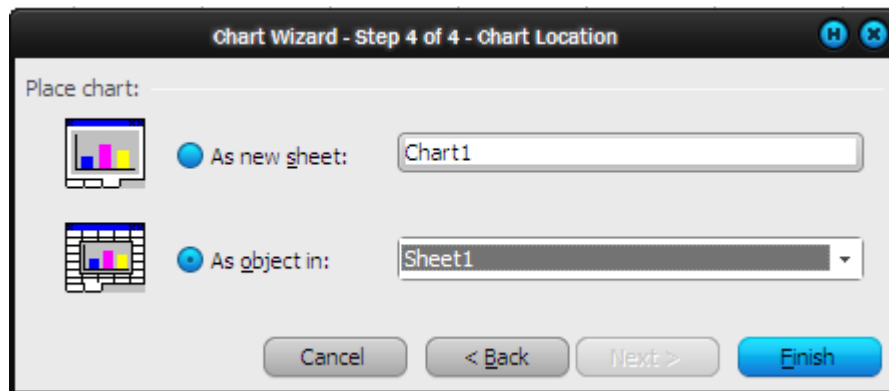 Chart Wizard - Step 4 of 4 - Chart Location
H
Place chart:
As new sheet: Chart1
As object in: Sheet1
Cancel < Back Next > Finish